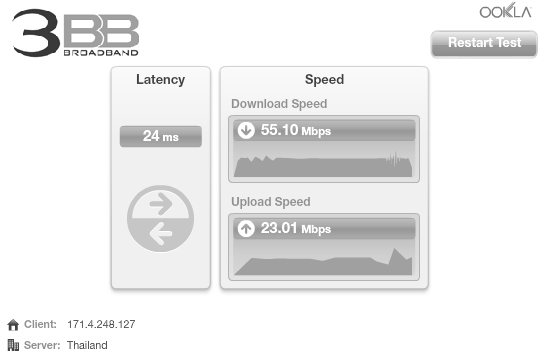 OOKLA
3BB
BROADBAND
Restart Test
Latency
24 ms
Speed
Download Speed
55.10 Mbps
Upload Speed
23.01 Mbps
Client: 171.4.248.127
Server: Thailand